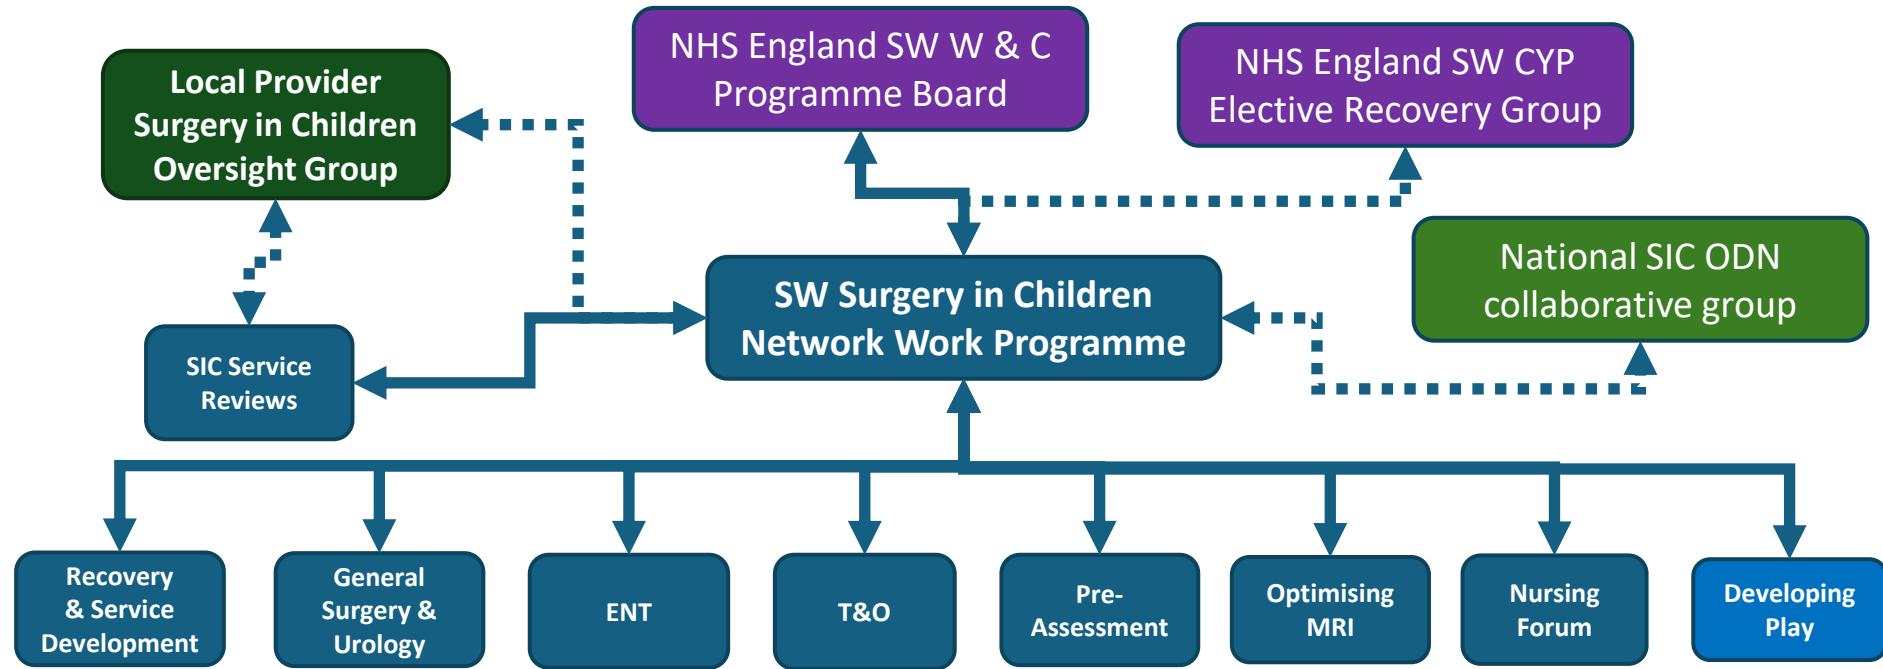 NHS England SW W & C
Programme Board
NHS England SW CYP
Elective Recovery Group
Local Provider
Surgery in Children
Oversight Group
National SIC ODN
collaborative group
SW Surgery in Children
Network Work Programme
SIC Service
Reviews
Recovery
& Service
Development
General
Surgery &
Urology
ENT
T&O
Pre-
Assessment
Optimising
MRI
Nursing
Forum
Developing
Play